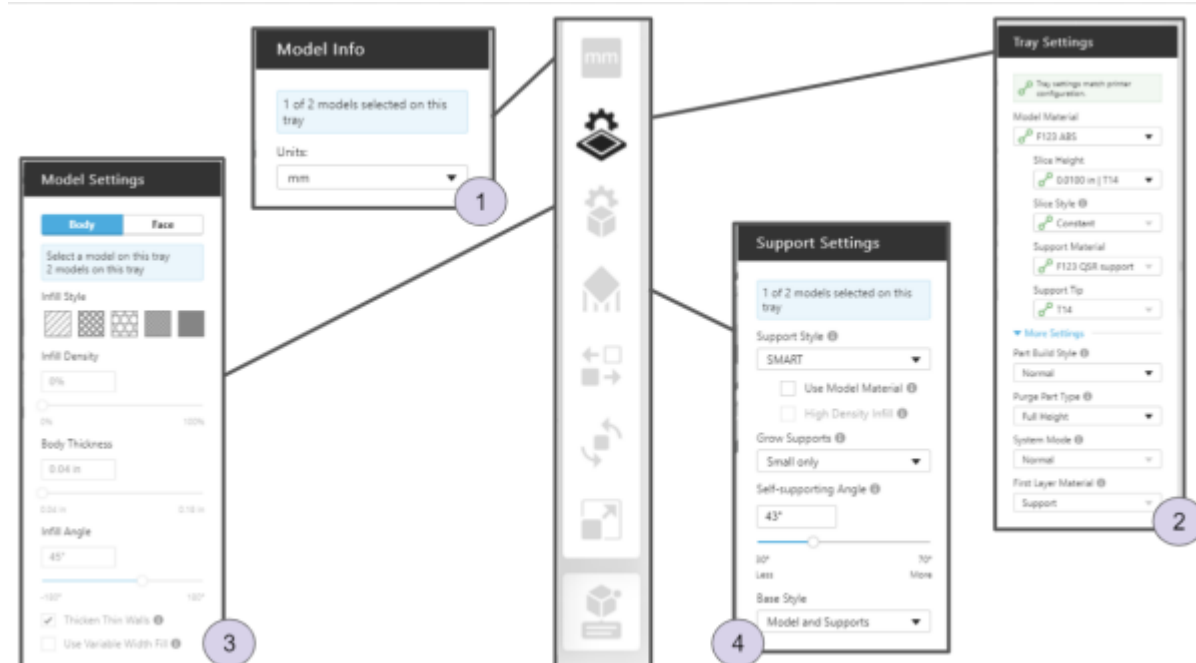 Model Info
1 of 2 models selected on this
tray
Units:
mm
1
mm
Tray Settings
Tray settings match printer
configuration.
Model Material
F123 ABS
Slice Height
0.0100 in | T14
Slice Style
Constant
Support Material
F123 QSR support
Support Tip
T14
More Settings
Part Build Style
Normal
Purge Part Type
Full Height
System Mode
Normal
First Layer Material
Support
2
Model Settings
Body Face
Select a model on this tray
2 models on this tray
Infill Style
Infill Density
0%
0% 100%
Body Thickness
0.04 in
0.04 in 0.18 in
Infill Angle
45°
-180° 180°
Thicken Thin Walls
Use Variable Width Fill
3
Support Settings
1 of 2 models selected on this
tray
Support Style
SMART
Use Model Material
High Density Infill
Grow Supports
Small only
Self-supporting Angle
43°
70°
Less More
Base Style
Model and Supports
4